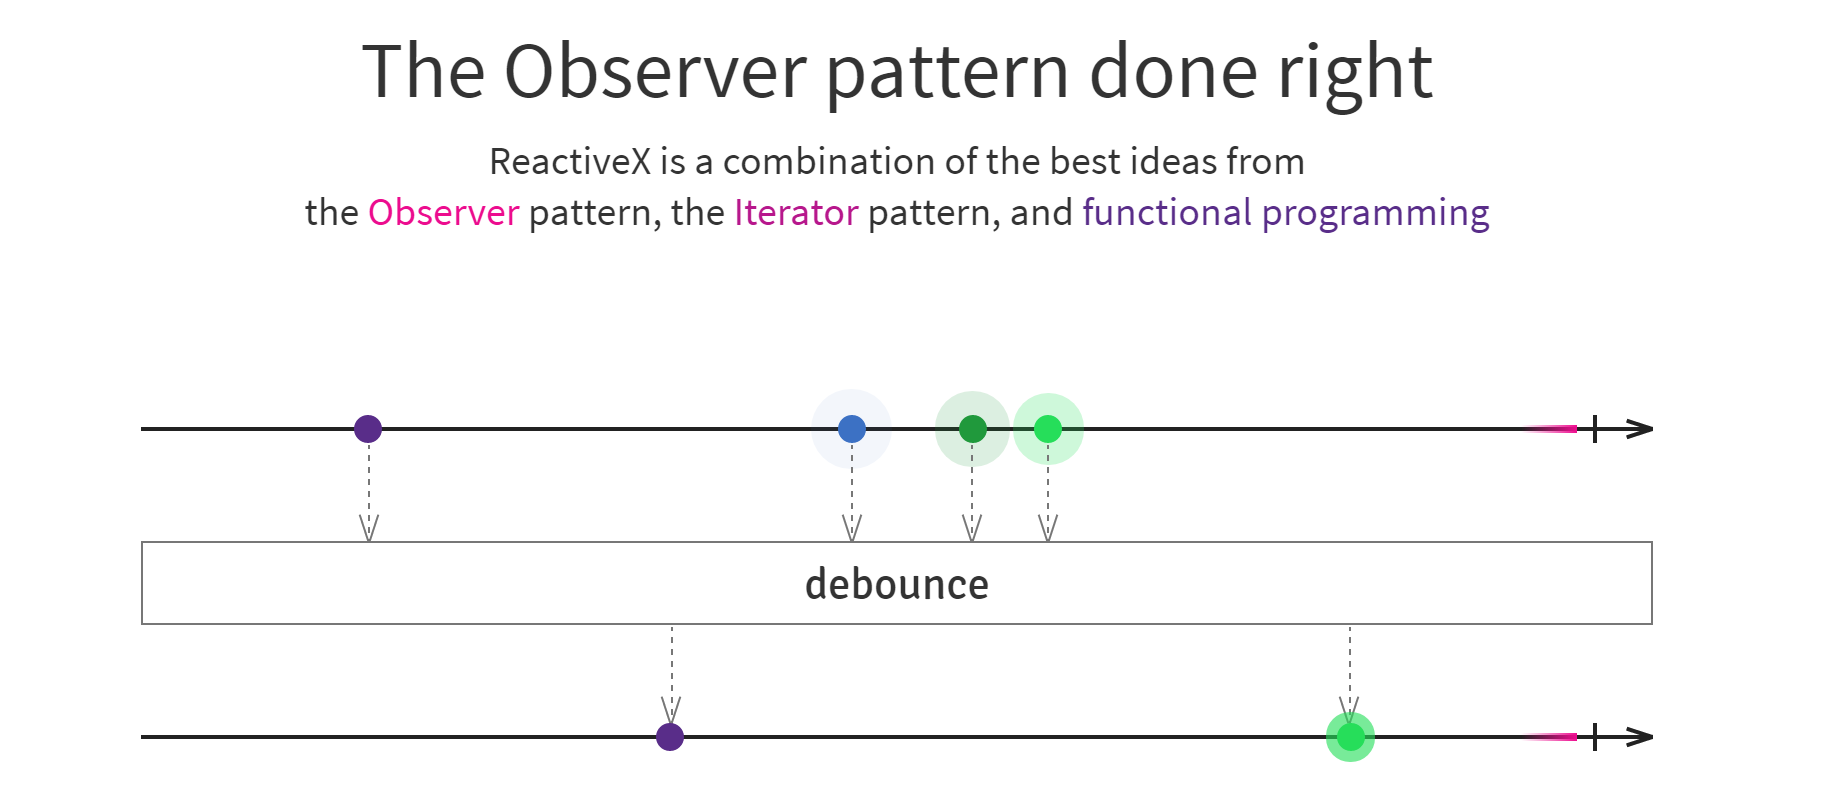 The Observer pattern done right
ReactiveX is a combination of the best ideas from
the Observer pattern, the Iterator pattern, and functional programming
debounce